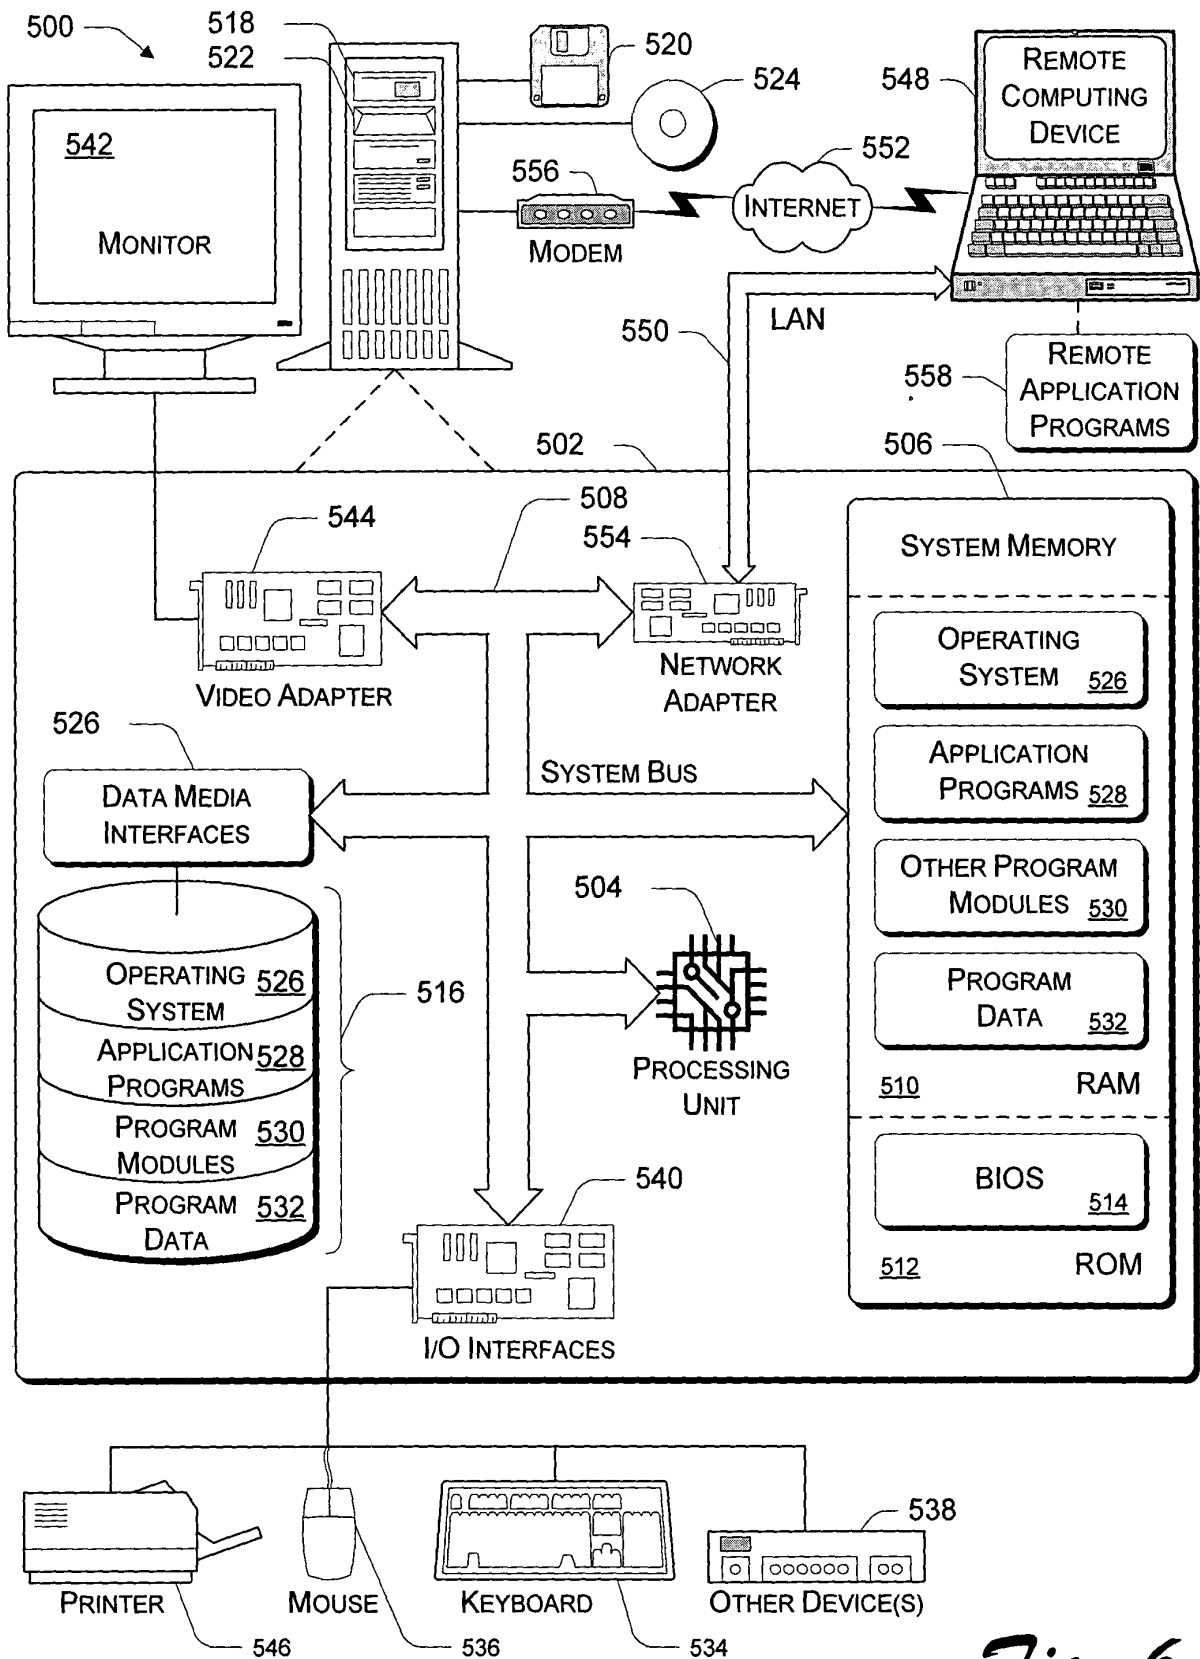 500
518
522
520
524
548
REMOTE
COMPUTING
DEVICE
542
MONITOR
556
MODEM
552
INTERNET
LAN
550
558
REMOTE
APPLICATION
PROGRAMS
502
506
508
544
554
SYSTEM MEMORY
VIDEO ADAPTER
NETWORK
ADAPTER
OPERATING
SYSTEM 526
526
DATA MEDIA
INTERFACES
SYSTEM BUS
APPLICATION
PROGRAMS 528
504
OTHER PROGRAM
MODULES 530
OPERATING
SYSTEM 526
516
APPLICATION
PROGRAMS 528
PROGRAM
MODULES 530
PROGRAM
DATA 532
PROCESSING
UNIT
PROGRAM
DATA 532
510 RAM
BIOS
514
512 ROM
540
I/O INTERFACES
538
PRINTER
MOUSE
KEYBOARD
OTHER DEVICE(S)
546
536
534
Fig. 6